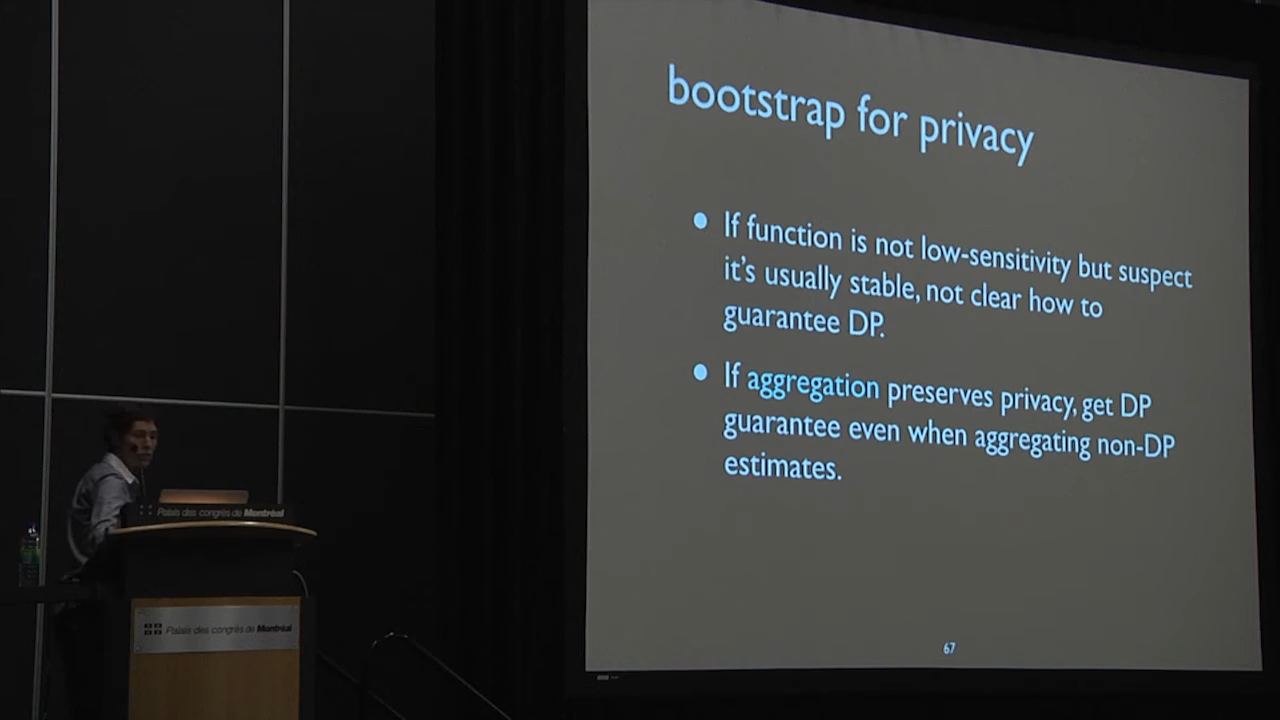 bootstrap for privacy
● If function is not low-sensitivity but suspect
it's usually stable, not clear how to
guarantee DP.
● If aggregation preserves privacy, get DP
guarantee even when aggregating non-DP
estimates.
67
Palais des congrès de Montréal
Palais des congrès de Montréal